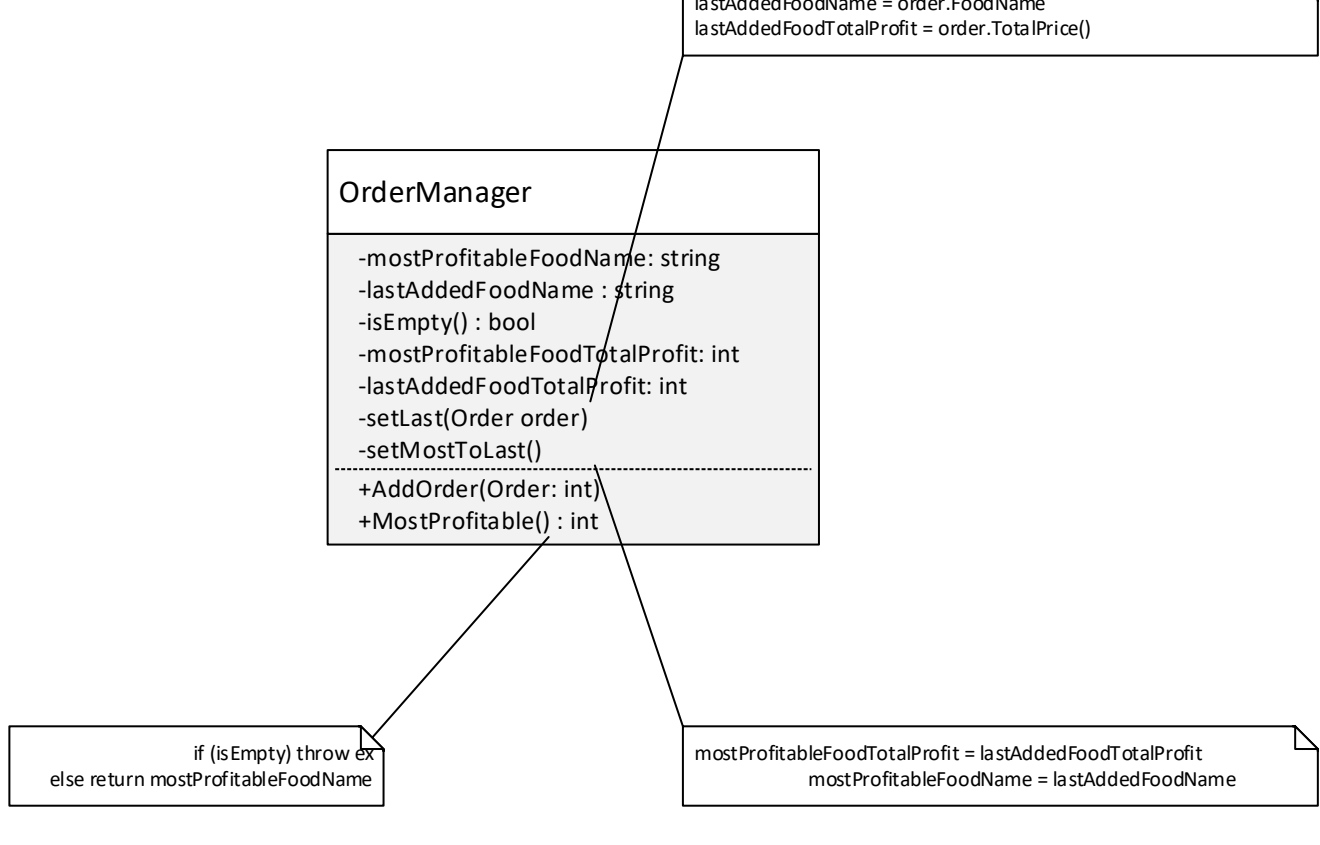 lastAddedFoodName = order.FoodName
lastAddedFoodTotalProfit = order.TotalPrice()
OrderManager
-mostProfitableFoodName: string
-lastAddedFoodName : string
-isEmpty() : bool
-mostProfitableFoodTotalProfit: int
-lastAddedFoodTotalProfit: int
-setLast(Order order)
-setMostToLast()
+AddOrder(Order: int)
+MostProfitable() : int
if (isEmpty) throw ex
else return mostProfitableFoodName
mostProfitableFoodTotalProfit = lastAddedFoodTotalProfit
mostProfitableFoodName = lastAddedFoodName